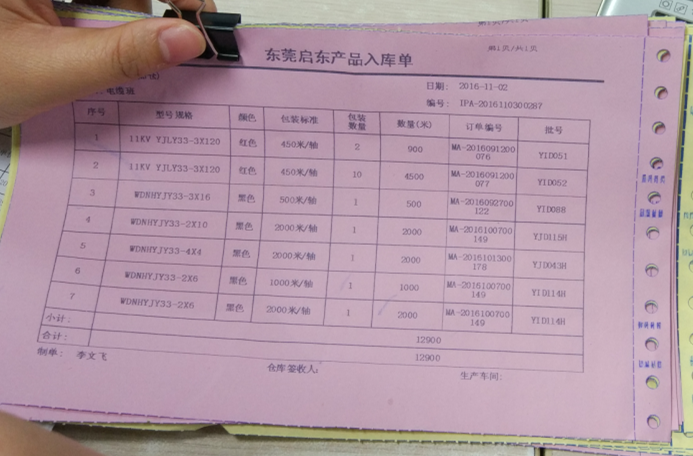 第1页/共1页
东莞启东产品入库单
第1页/共1页
电缆盘
日期: 2016-11-02
编号: IPA-2016110300287
序号 型号规格 颜色 包装标准 包装数量 数量(米) 订单编号 批号
1 11KV YJLY33-3X120 红色 450米/轴 2 900 MA-2016091200076 YID051
2 11KV YJLY33-3X120 红色 450米/轴 10 4500 MA-2016091200077 YID052
3 WDNHYJY33-3X16 黑色 500米/轴 1 500 MA-2016092700122 YID088
4 WDNHYJY33-2X10 黑色 2000米/轴 1 2000 MA-2016100700149 YJD115H
5 WDNHYJY33-4X4 黑色 2000米/轴 1 2000 MA-2016101300178 YJD043H
6 WDNHYJY33-2X6 黑色 1000米/轴 1 1000 MA-2016100700149 YID114H
7 WDNHYJY33-2X6 黑色 2000米/轴 1 2000 MA-2016100700149 YID114H
小计: 12900
合计: 12900
制单: 李文飞
仓库签收人:
生产车间: